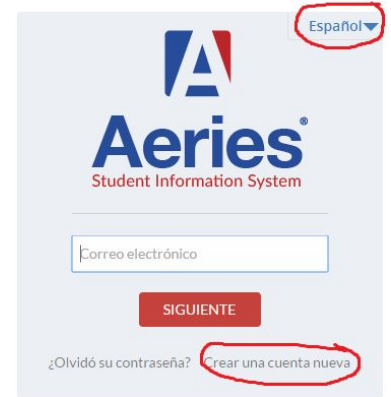 Español
Aeries®
Student Information System
Correo electrónico
SIGUIENTE
¿Olvidó su contraseña? Crear una cuenta nueva